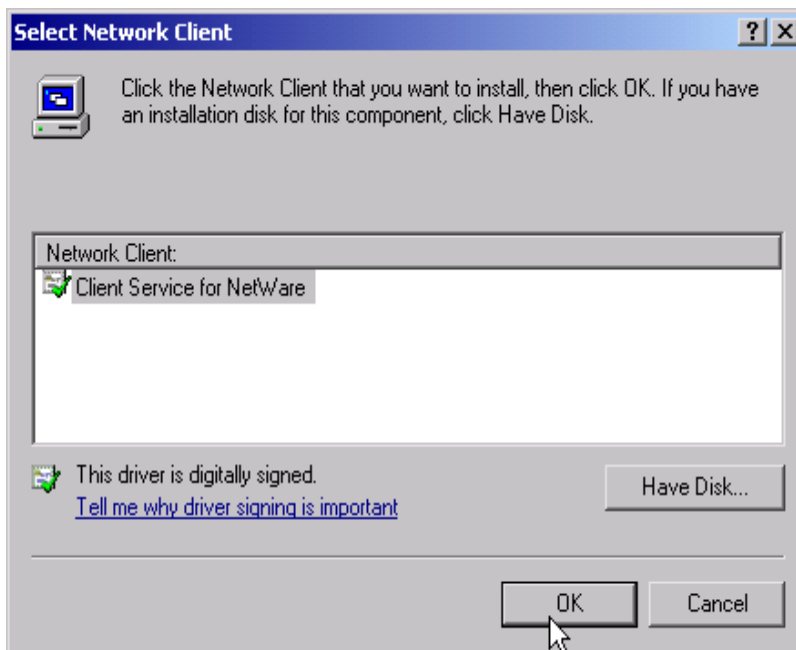 Select Network Client
Click the Network Client that you want to install, then click OK. If you have
an installation disk for this component, click Have Disk.
Network Client:
Client Service for NetWare
This driver is digitally signed.
Tell me why driver signing is important
Have Disk...
OK
Cancel